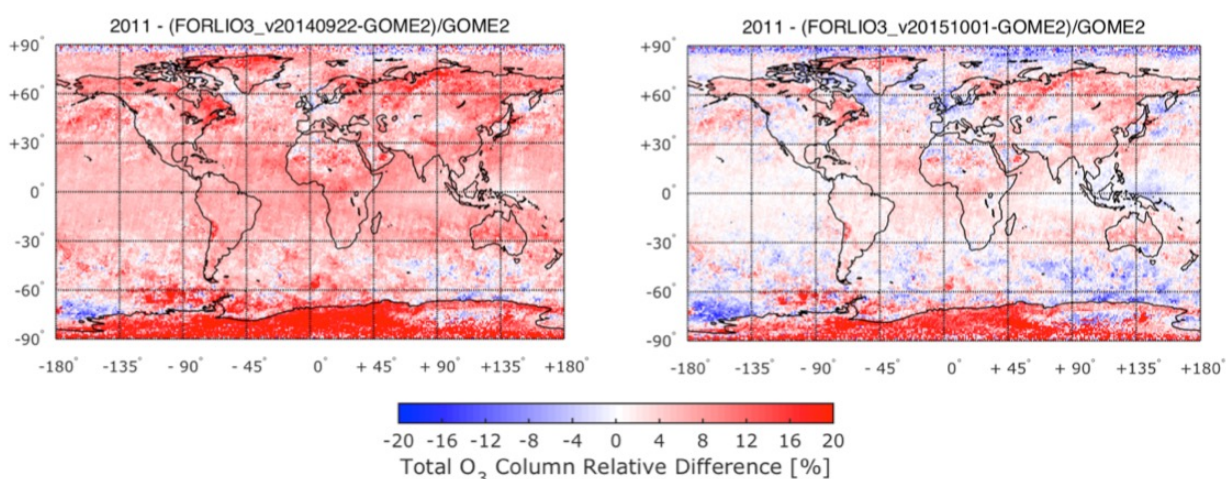 2011 - (FORLIO3_v20140922-GOME2)/GOME2
2011 - (FORLIO3_v20151001-GOME2)/GOME2
+90°
+60°
+30°
0°
-30°
-60°
-90°
-180° -135° -90° - 45° 0° + 45° + 90° +135° +180°
+90°
+60°
+30°
0°
-30°
-60°
-90°
-180° -135° -90° - 45° 0° + 45° + 90° +135° +180°
-20 -16 -12 -8 -4 0 4 8 12 16 20
Total O₃ Column Relative Difference [%]